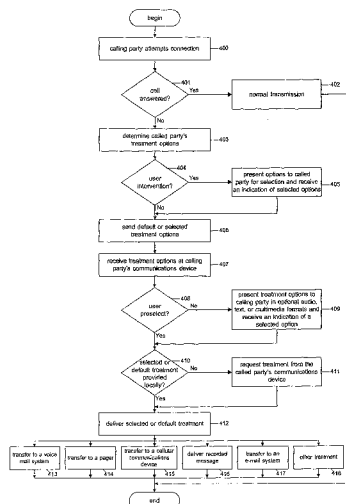 begin
calling party attempts connection
400
401
call
answered?
Yes
402
normal transmission
No
determine called party's
treatment options
403
404
user
intervention?
Yes
present options to called
party for selection and receive
an indication of selected options
405
No
send default or selected
treatment options
406
receive treatment options at calling
party's communications device
407
408
user
preselect?
No
present treatment options to
calling party in optional audio,
text, or multimedia formats and
receive an indication of a
selected option
409
Yes
410
selected or
default treatment
provided
locally?
No
request treatment from the
called party's communications
device
411
Yes
deliver selected or default treatment
412
transfer to a voice
mail system
413
transfer to a pager
414
transfer to a cellular
communications
device
415
deliver recorded
message
416
transfer to an
e-mail system
417
other treatment
418
end